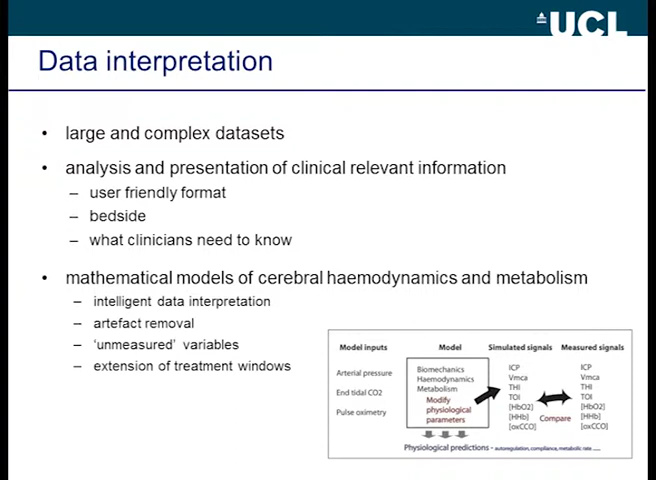 UCL
Data interpretation
• large and complex datasets
• analysis and presentation of clinical relevant information
– user friendly format
– bedside
– what clinicians need to know
• mathematical models of cerebral haemodynamics and metabolism
– intelligent data interpretation
– artefact removal
– 'unmeasured' variables
– extension of treatment windows
Model inputs Model Simulated signals Measured signals
Arterial pressure
End tidal CO2
Pulse oximetry
Biomechanics
Haemodynamics
Metabolism
Modify
physiological
parameters
ICP
Vmca
THI
TOI
[HbO2]
[HHb]
[oxCCO]
Compare
ICP
Vmca
THI
TOI
[HbO2]
[HHb]
[oxCCO]
Physiological predictions - autoregulation, compliance, metabolic rate ......